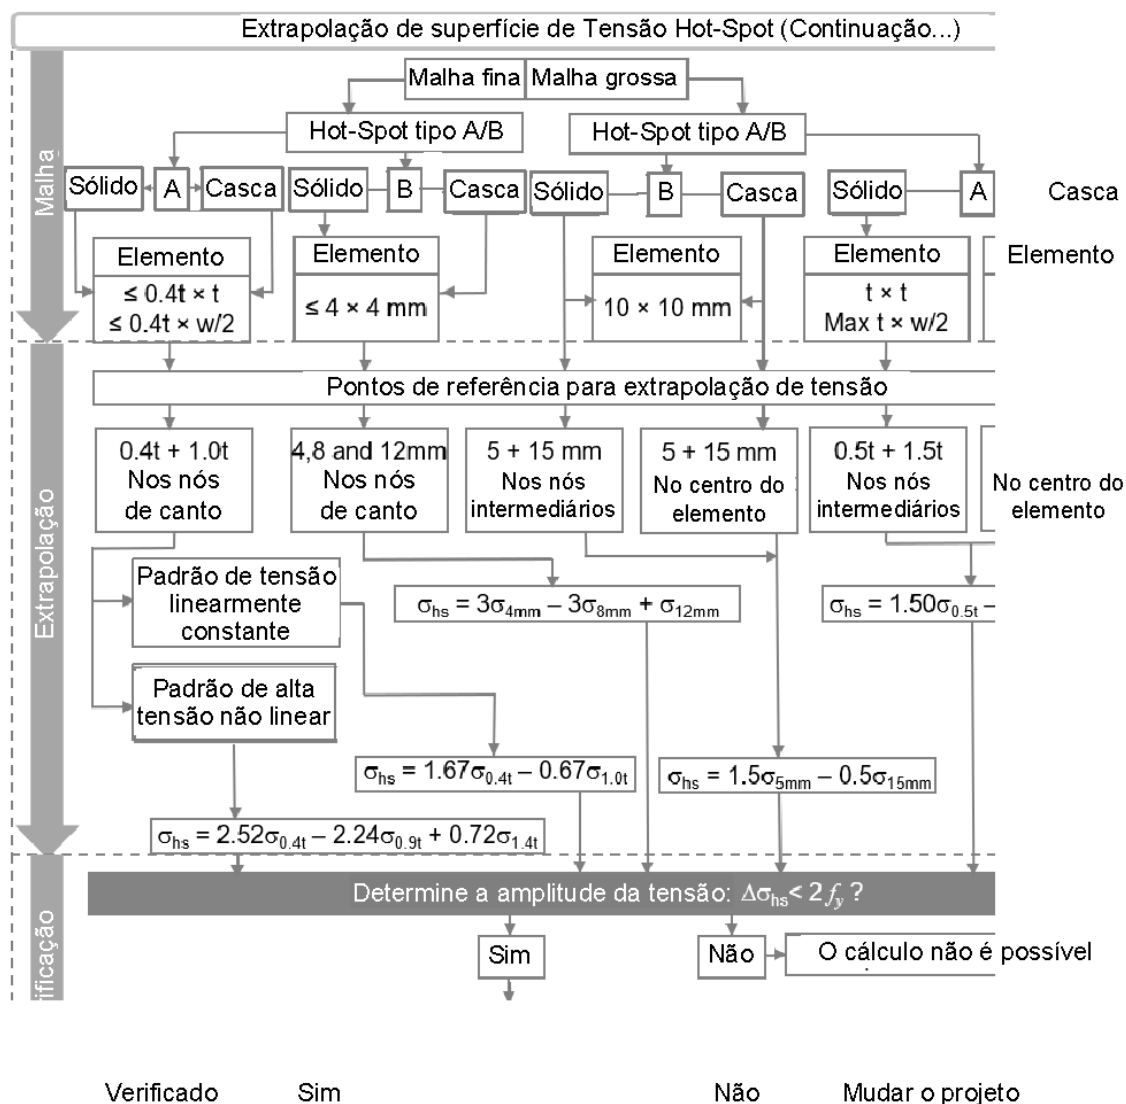 Extrapolação de superfície de Tensão Hot-Spot (Continuação...)
Malha fina Malha grossa
Hot-Spot tipo A/B Hot-Spot tipo A/B
Malha
Sólido A Casca Sólido B Casca Sólido B Casca Sólido A Casca
Elemento Elemento Elemento Elemento Elemento
≤ 0.4t × t
≤ 0.4t × w/2
≤ 4 × 4 mm
10 × 10 mm
t × t
Max t × w/2
Pontos de referência para extrapolação de tensão
Extrapolação
0.4t + 1.0t
Nos nós
de canto
4,8 and 12mm
Nos nós
de canto
5 + 15 mm
Nos nós
intermediários
5 + 15 mm
No centro do
elemento
0.5t + 1.5t
Nos nós
intermediários
No centro do
elemento
Padrão de tensão
linearmente
constante
σhs = 3σ4mm – 3σ8mm + σ12mm
σhs = 1.50σ0.5t –
Padrão de alta
tensão não linear
σhs = 1.67σ0.4t – 0.67σ1.0t
σhs = 1.5σ5mm – 0.5σ15mm
σhs = 2.52σ0.4t – 2.24σ0.9t + 0.72σ1.4t
Determine a amplitude da tensão: Δσhs< 2fy ?
ificação
Sim Não O cálculo não é possível
Verificado Sim Não Mudar o projeto